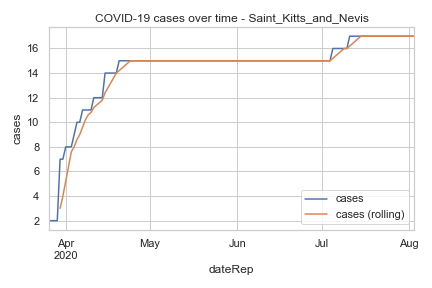 COVID-19 cases over time - Saint_Kitts_and_Nevis
cases
16
14
12
10
8
6
4
2
cases
cases (rolling)
Apr
2020
May
Jun
Jul
Aug
dateRep